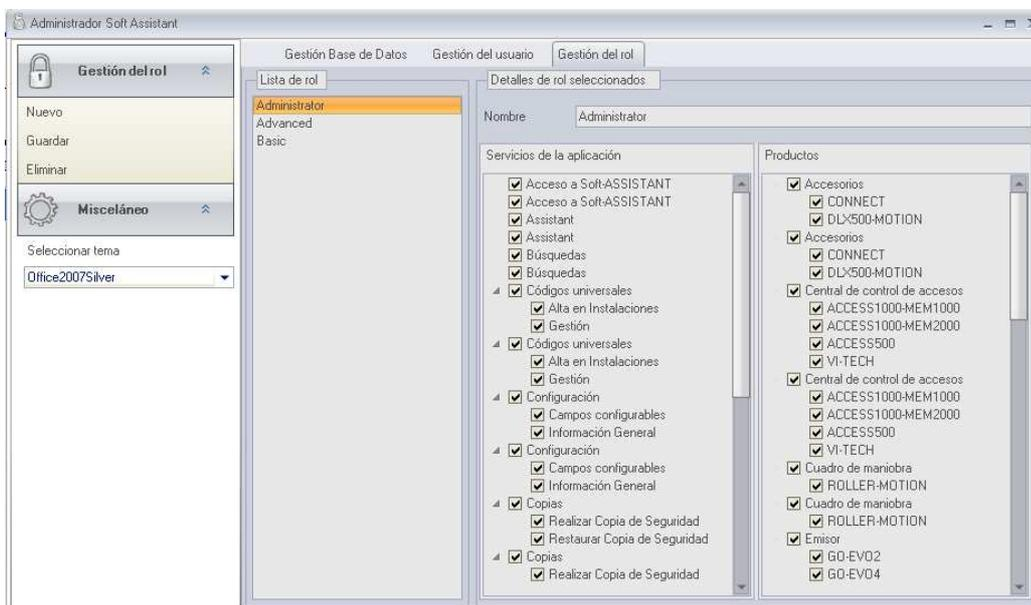 Administrador Soft Assistant
Gestión del rol
Nuevo
Guardar
Eliminar
Misceláneo
Seleccionar tema
Office2007Silver
Gestión Base de Datos
Gestión del usuario
Gestión del rol
Lista de rol
Administrator
Advanced
Basic
Detalles de rol seleccionados
Nombre
Administrator
Servicios de la aplicación
Acceso a Soft-ASSISTANT
Acceso a Soft-ASSISTANT
Assistant
Assistant
Búsquedas
Búsquedas
Códigos universales
Alta en Instalaciones
Gestión
Códigos universales
Alta en Instalaciones
Gestión
Configuración
Campos configurables
Información General
Configuración
Campos configurables
Información General
Copias
Realizar Copia de Seguridad
Restaurar Copia de Seguridad
Copias
Realizar Copia de Seguridad
Productos
Accesorios
CONNECT
DLX500-MOTION
Accesorios
CONNECT
DLX500-MOTION
Central de control de accesos
ACCESS1000-MEM1000
ACCESS1000-MEM2000
ACCESS500
VI-TECH
Central de control de accesos
ACCESS1000-MEM1000
ACCESS1000-MEM2000
ACCESS500
VI-TECH
Cuadro de maniobra
ROLLER-MOTION
Cuadro de maniobra
ROLLER-MOTION
Emisor
GO-EVO2
GO-EVO4